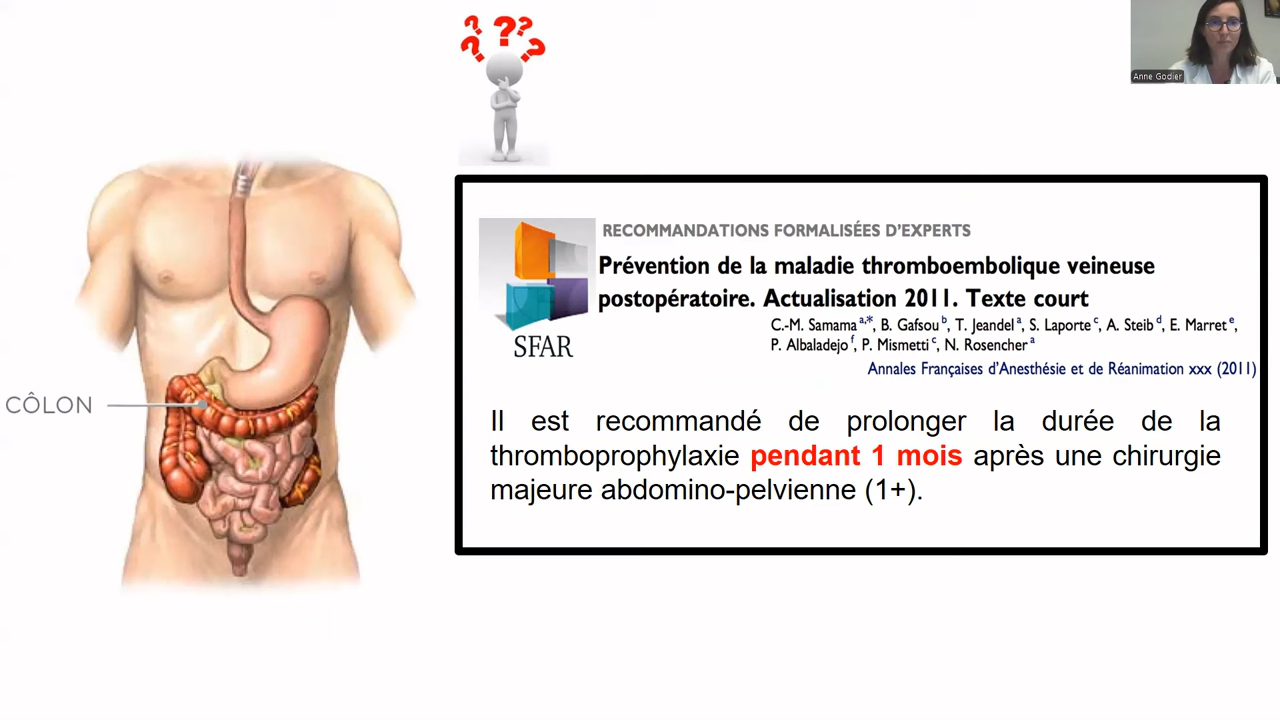 ? ? ? ? ?
Anne Godier
RECOMMANDATIONS FORMALISÉES D'EXPERTS
Prévention de la maladie thromboembolique veineuse
postopératoire. Actualisation 2011. Texte court
C.-M. Samama a,*, B. Gafsou b, T. Jeandel a, S. Laporte c, A. Steib d, E. Marret e,
P. Albaladejo f, P. Mismetti c, N. Rosencher a
SFAR
Annales Françaises d'Anesthésie et de Réanimation xxx (2011)
CÔLON
Il est recommandé de prolonger la durée de la
thromboprophylaxie pendant 1 mois après une chirurgie
majeure abdomino-pelvienne (1+).